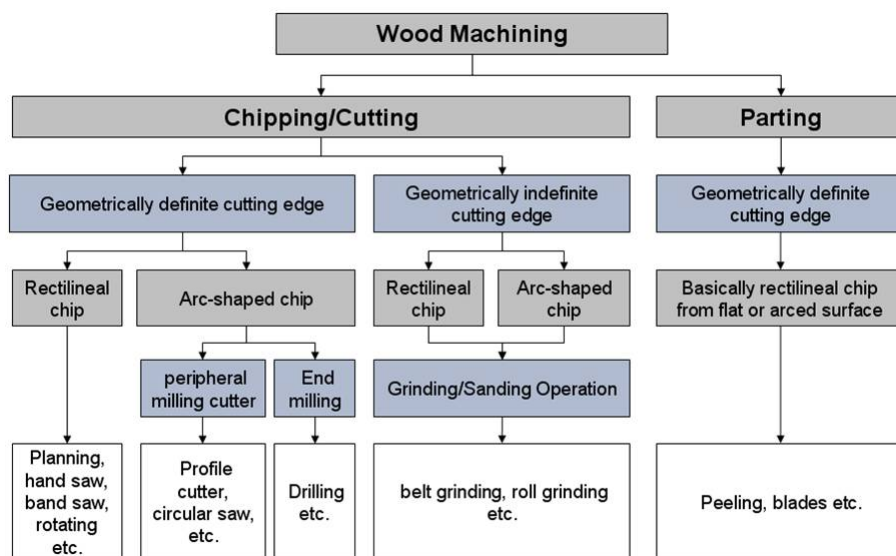 Wood Machining
Chipping/Cutting
Parting
Geometrically definite cutting edge
Geometrically indefinite
cutting edge
Geometrically definite
cutting edge
Rectilineal
chip
Arc-shaped chip
Rectilineal
chip
Arc-shaped
chip
Basically rectilineal chip
from flat or arced surface
peripheral
milling cutter
End
milling
Grinding/Sanding Operation
Planning,
hand saw,
band saw,
rotating
etc.
Profile
cutter,
circular saw,
etc.
Drilling
etc.
belt grinding, roll grinding
etc.
Peeling, blades etc.